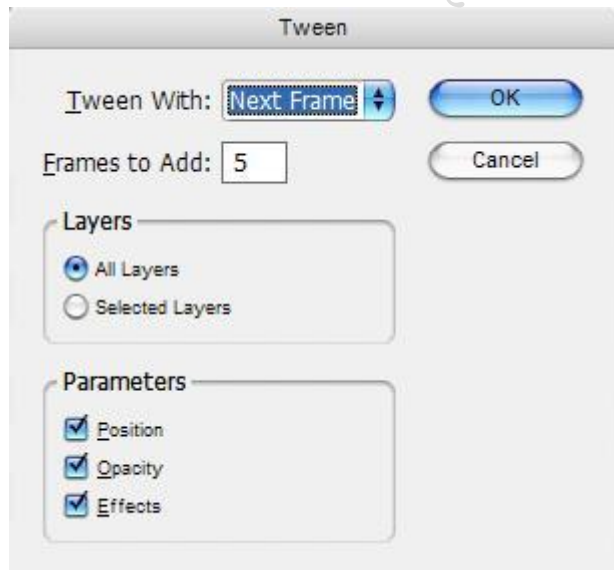 Tween
Tween With: Next Frame
OK
Frames to Add: 5
Cancel
Layers
All Layers
Selected Layers
Parameters
Position
Opacity
Effects